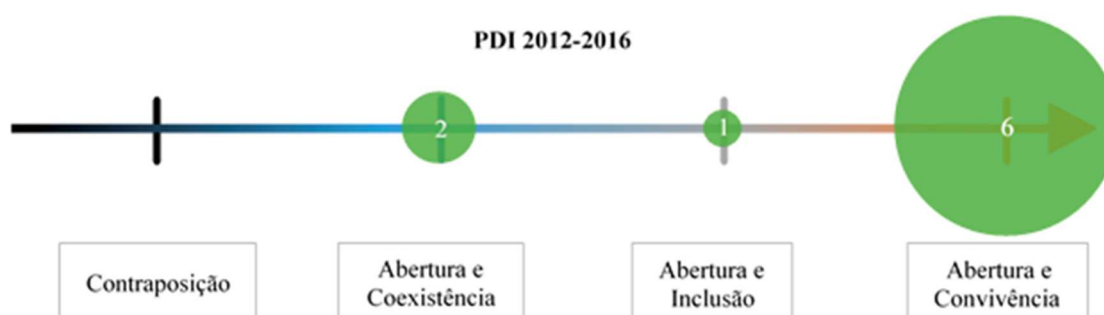 PDI 2012-2016
2
1
6
Contraposição
Abertura e
Coexistência
Abertura e
Inclusão
Abertura e
Convivência